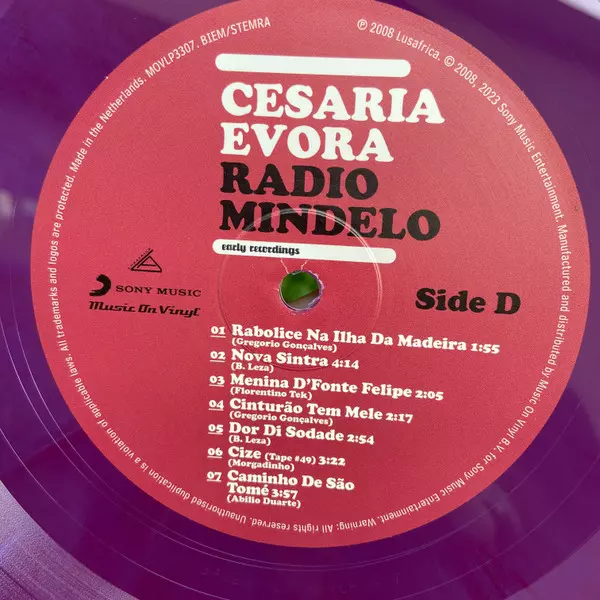 CESARIA
EVORA
RADIO
MINDELO
early recordings
SONY MUSIC
Music On Vinyl
Side D
01 Rabolice Na Ilha Da Madeira 1:55
(Gregorio Gonçalves)
02 Nova Sintra 4:14
(B. Leza)
03 Menina D'Fonte Felipe 2:05
(Florentino Tek)
04 Cinturão Tem Mele 2:17
(Gregorio Gonçalves)
05 Dor Di Sodade 2:54
(B. Leza)
06 Cize (Tape #49) 3:22
(Morgadinho)
07 Caminho De São
Tomé 3:57
(Abilio Duarte)
℗ 2008 Lusafrica. © 2008, 2023 Sony Music Entertainment. Manufactured and distributed by Music On Vinyl B.V. for Sony Music Entertainment. Warning: All rights reserved. Unauthorised duplication is a violation of applicable laws. All trademarks and logos are protected. Made in the Netherlands. MOVLP3307. BIEM/STEMRA